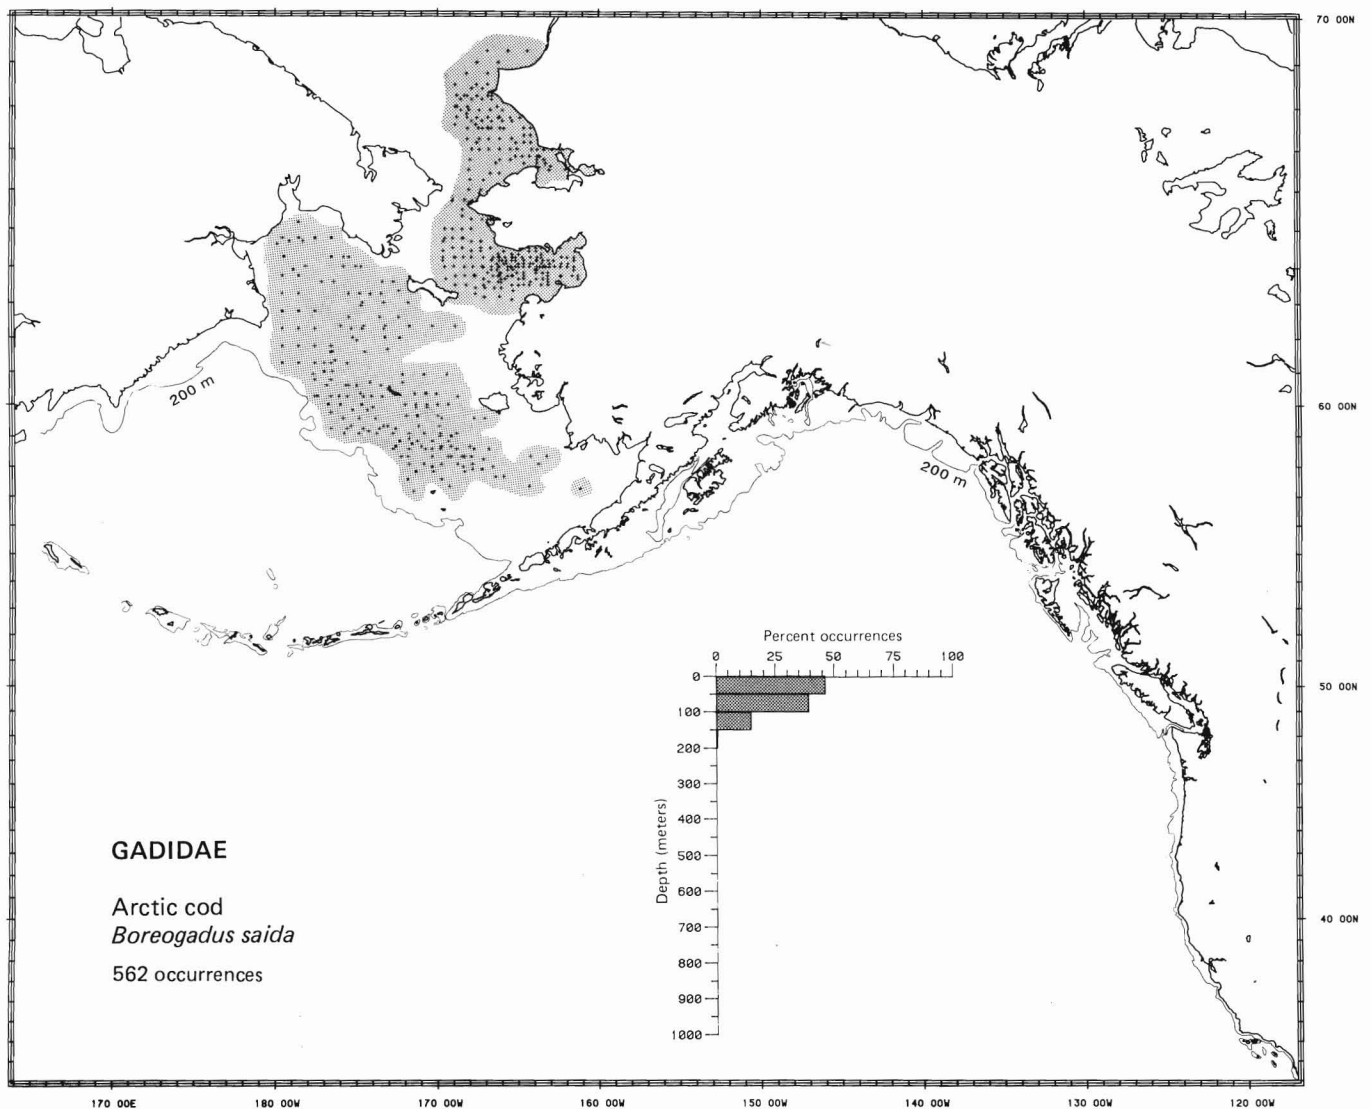 70 00N
200 m
60 00N
200 m
Percent occurrences
0 25 50 75 100
50 00N
0
100
200
300
400
500
600
700
800
900
1000
Depth (meters)
40 00N
GADIDAE
Arctic cod
Boreogadus saida
562 occurrences
170 00E 180 00W 170 00W 160 00W 150 00W 140 00W 130 00W 120 00W